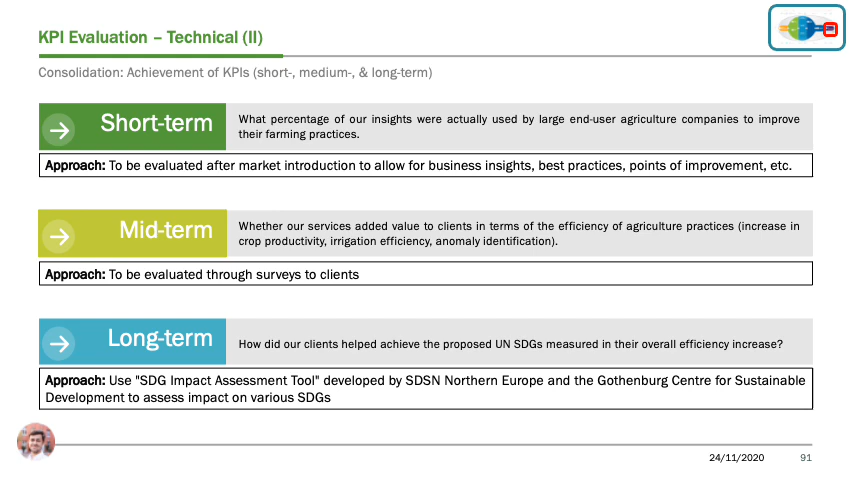 KPI Evaluation – Technical (II)
Consolidation: Achievement of KPIs (short-, medium-, & long-term)
Short-term
What percentage of our insights were actually used by large end-user agriculture companies to improve
their farming practices.
Approach: To be evaluated after market introduction to allow for business insights, best practices, points of improvement, etc.
Mid-term
Whether our services added value to clients in terms of the efficiency of agriculture practices (increase in
crop productivity, irrigation efficiency, anomaly identification).
Approach: To be evaluated through surveys to clients
Long-term
How did our clients helped achieve the proposed UN SDGs measured in their overall efficiency increase?
Approach: Use "SDG Impact Assessment Tool" developed by SDSN Northern Europe and the Gothenburg Centre for Sustainable
Development to assess impact on various SDGs
24/11/2020
91